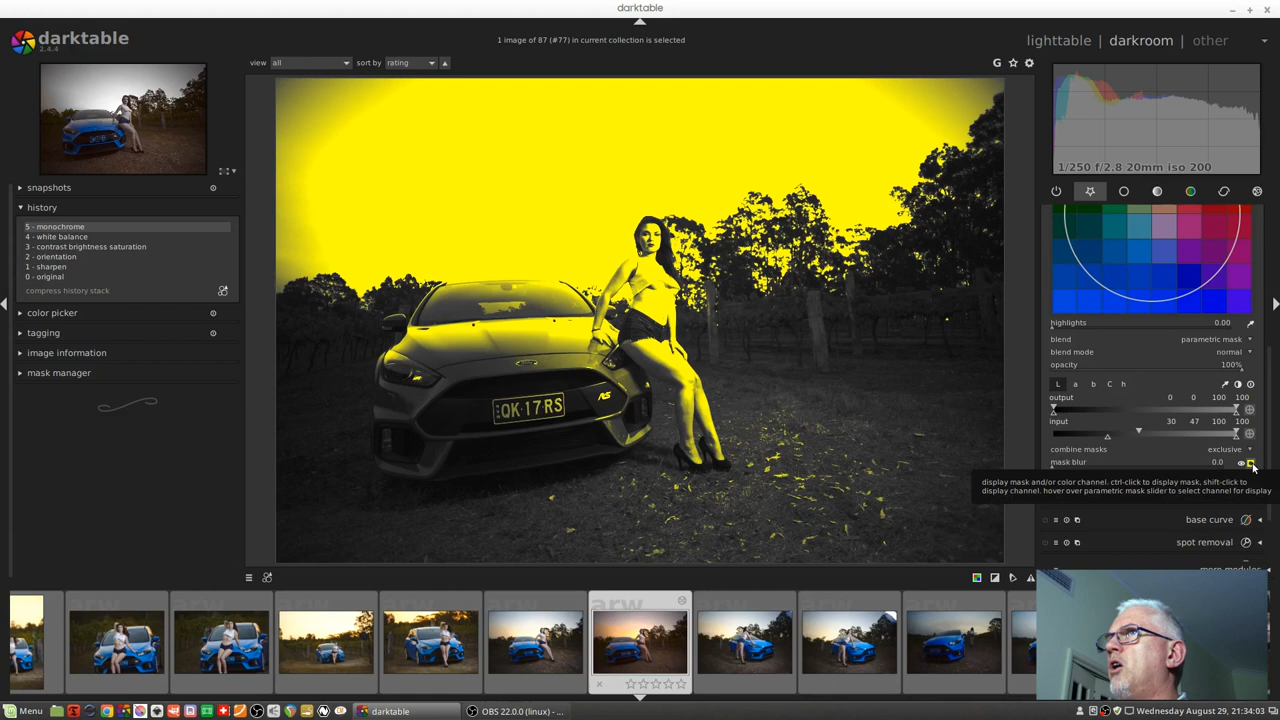 darktable
darktable
2.4.4
1 image of 87 (#77) in current collection is selected
lighttable | darkroom | other
view all sort by rating
G
1/250 f/2.8 20mm iso 200
snapshots
history
5 - monochrome
4 - white balance
3 - contrast brightness saturation
2 - orientation
1 - sharpen
0 - original
compress history stack
color picker
tagging
image information
mask manager
QK·17RS
RS
highlights 0.00
blend parametric mask
blend mode normal
opacity 100%
L a b C h
output 0 0 100 100
input 30 47 100 100
combine masks exclusive
mask blur 0.0
display mask and/or color channel. ctrl-click to display mask, shift-click to
display channel. hover over parametric mask slider to select channel for display
base curve
spot removal
more modules
arw
Menu
darktable
OBS 22.0.0 (linux) - ...
Wednesday August 29, 21:34:03